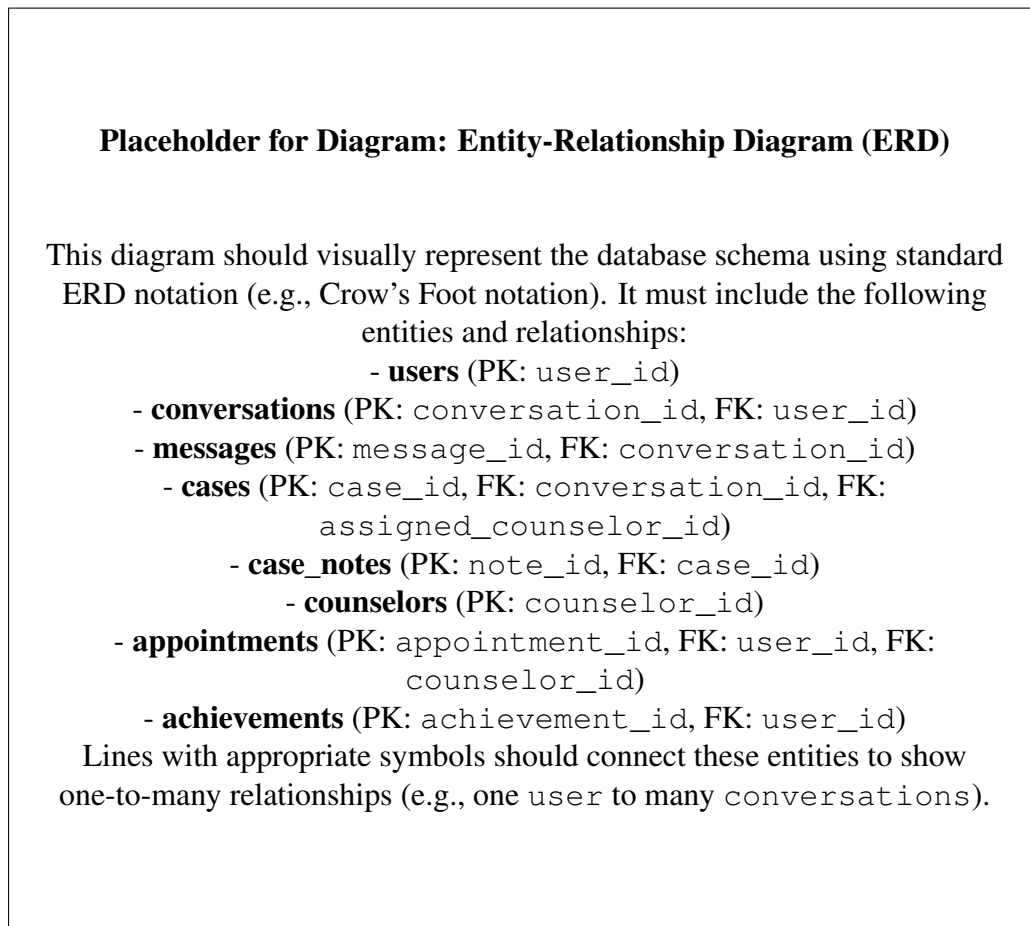 Placeholder for Diagram: Entity-Relationship Diagram (ERD)
This diagram should visually represent the database schema using standard
ERD notation (e.g., Crow's Foot notation). It must include the following
entities and relationships:
- users (PK: user_id)
- conversations (PK: conversation_id, FK: user_id)
- messages (PK: message_id, FK: conversation_id)
- cases (PK: case_id, FK: conversation_id, FK:
assigned_counselor_id)
- case_notes (PK: note_id, FK: case_id)
- counselors (PK: counselor_id)
- appointments (PK: appointment_id, FK: user_id, FK:
counselor_id)
- achievements (PK: achievement_id, FK: user_id)
Lines with appropriate symbols should connect these entities to show
one-to-many relationships (e.g., one user to many conversations).